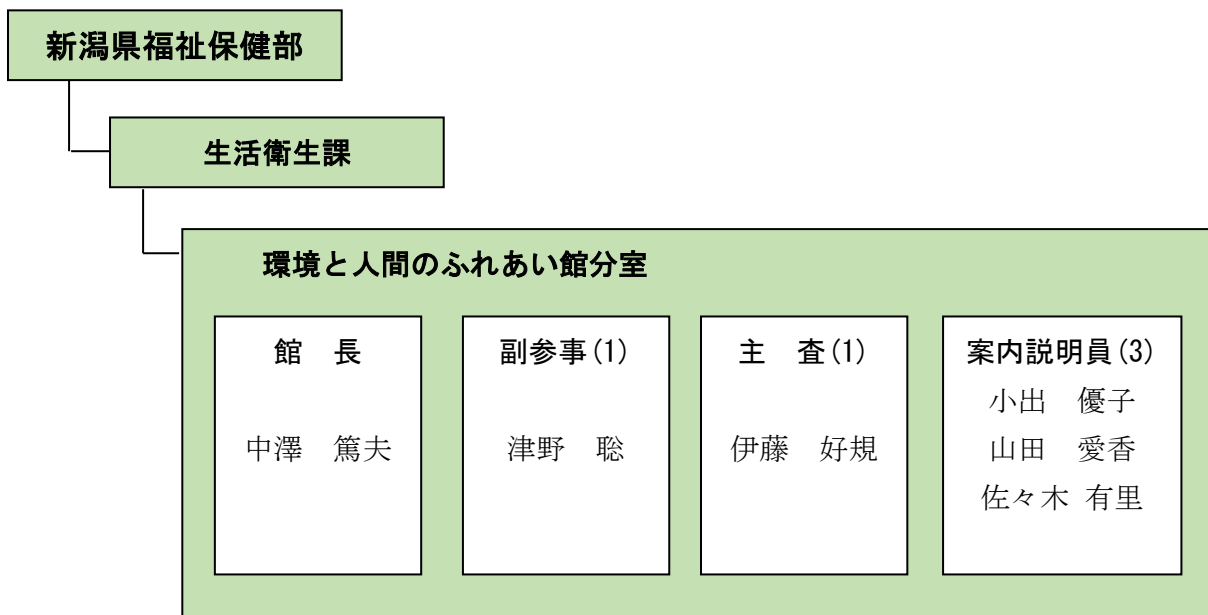 新潟県福祉保健部
生活衛生課
環境と人間のふれあい館分室
館　長
中澤　篤夫
副参事(1)
津野　聡
主　査(1)
伊藤　好規
案内説明員(3)
小出　優子
山田　愛香
佐々木 有里